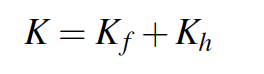 K = K_f + K_h